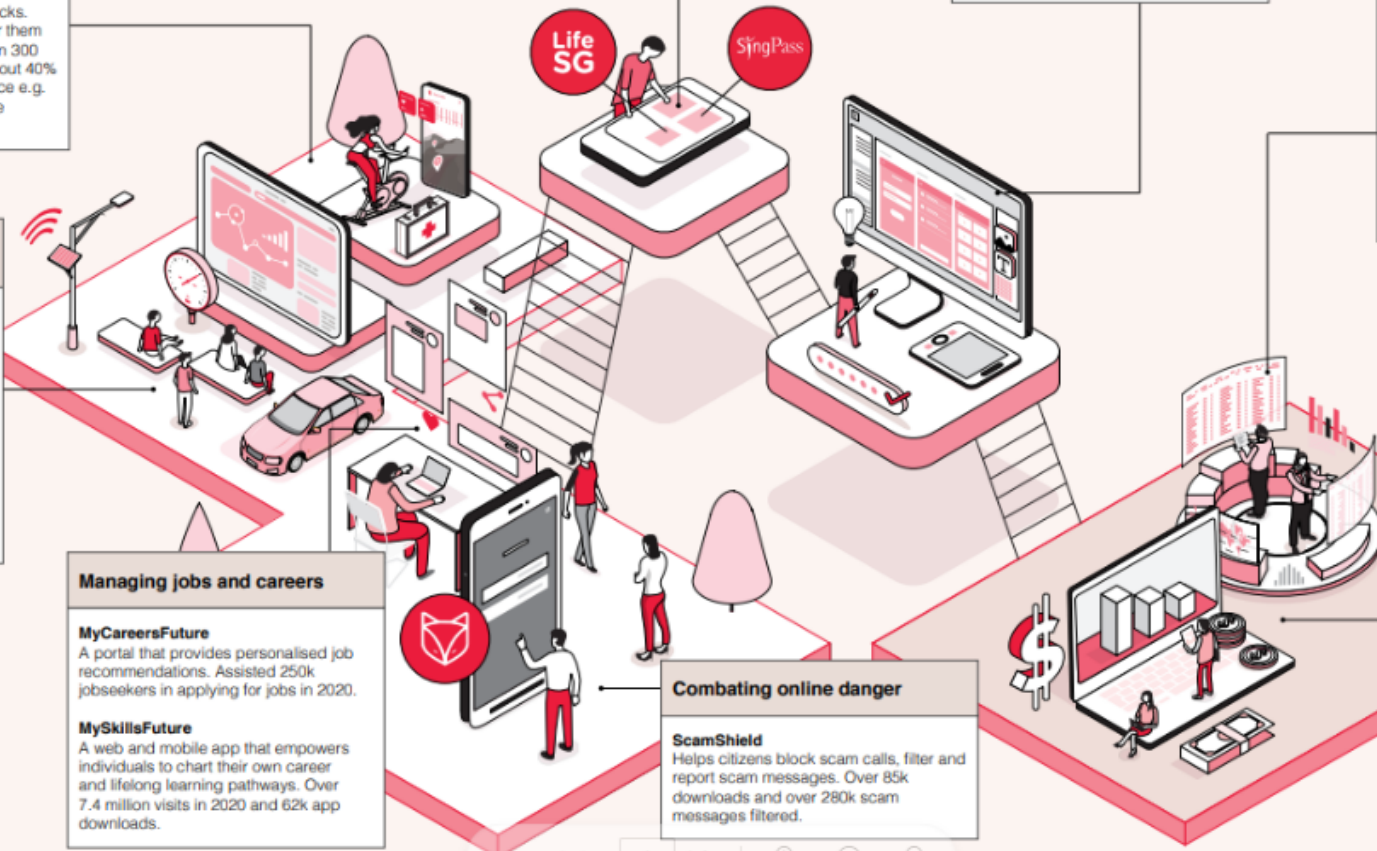 cks.
them
n 300
out 40%
ce e.g.
e
Life
SG
SingPass
T
Managing jobs and careers
MyCareersFuture
A portal that provides personalised job
recommendations. Assisted 250k
jobseekers in applying for jobs in 2020.
MySkillsFuture
A web and mobile app that empowers
individuals to chart their own career
and lifelong learning pathways. Over
7.4 million visits in 2020 and 62k app
downloads.
Combating online danger
ScamShield
Helps citizens block scam calls, filter and
report scam messages. Over 85k
downloads and over 280k scam
messages filtered.
$